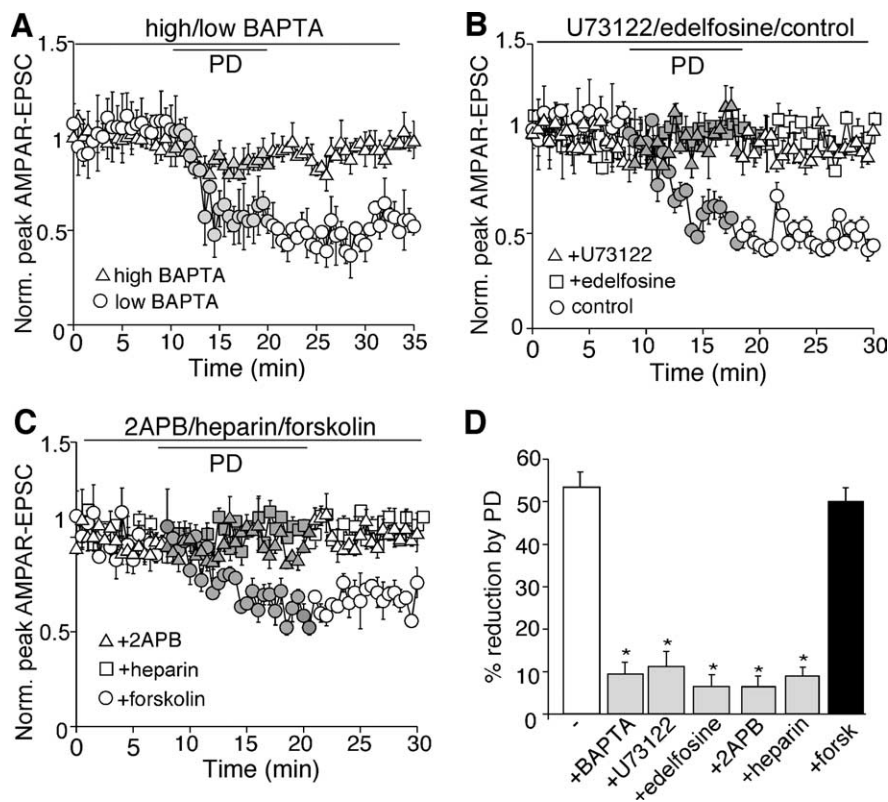 A
high/low BAPTA
PD
Norm. peak AMPAR-EPSC
1.5
1
0.5
0
△ high BAPTA
○ low BAPTA
0 5 10 15 20 25 30 35
Time (min)
B
U73122/edelfosine/control
PD
Norm. peak AMPAR-EPSC
1.5
1
0.5
0
△ +U73122
□ +edelfosine
○ control
0 5 10 15 20 25 30
Time (min)
C
2APB/heparin/forskolin
PD
Norm. peak AMPAR-EPSC
1.5
1
0.5
0
△ +2APB
□ +heparin
○ +forskolin
0 5 10 15 20 25 30
Time (min)
D
% reduction by PD
60
50
40
30
20
10
0
* * * * *
-
+BAPTA
+U73122
+edelfosine
+2APB
+heparin
+forsk